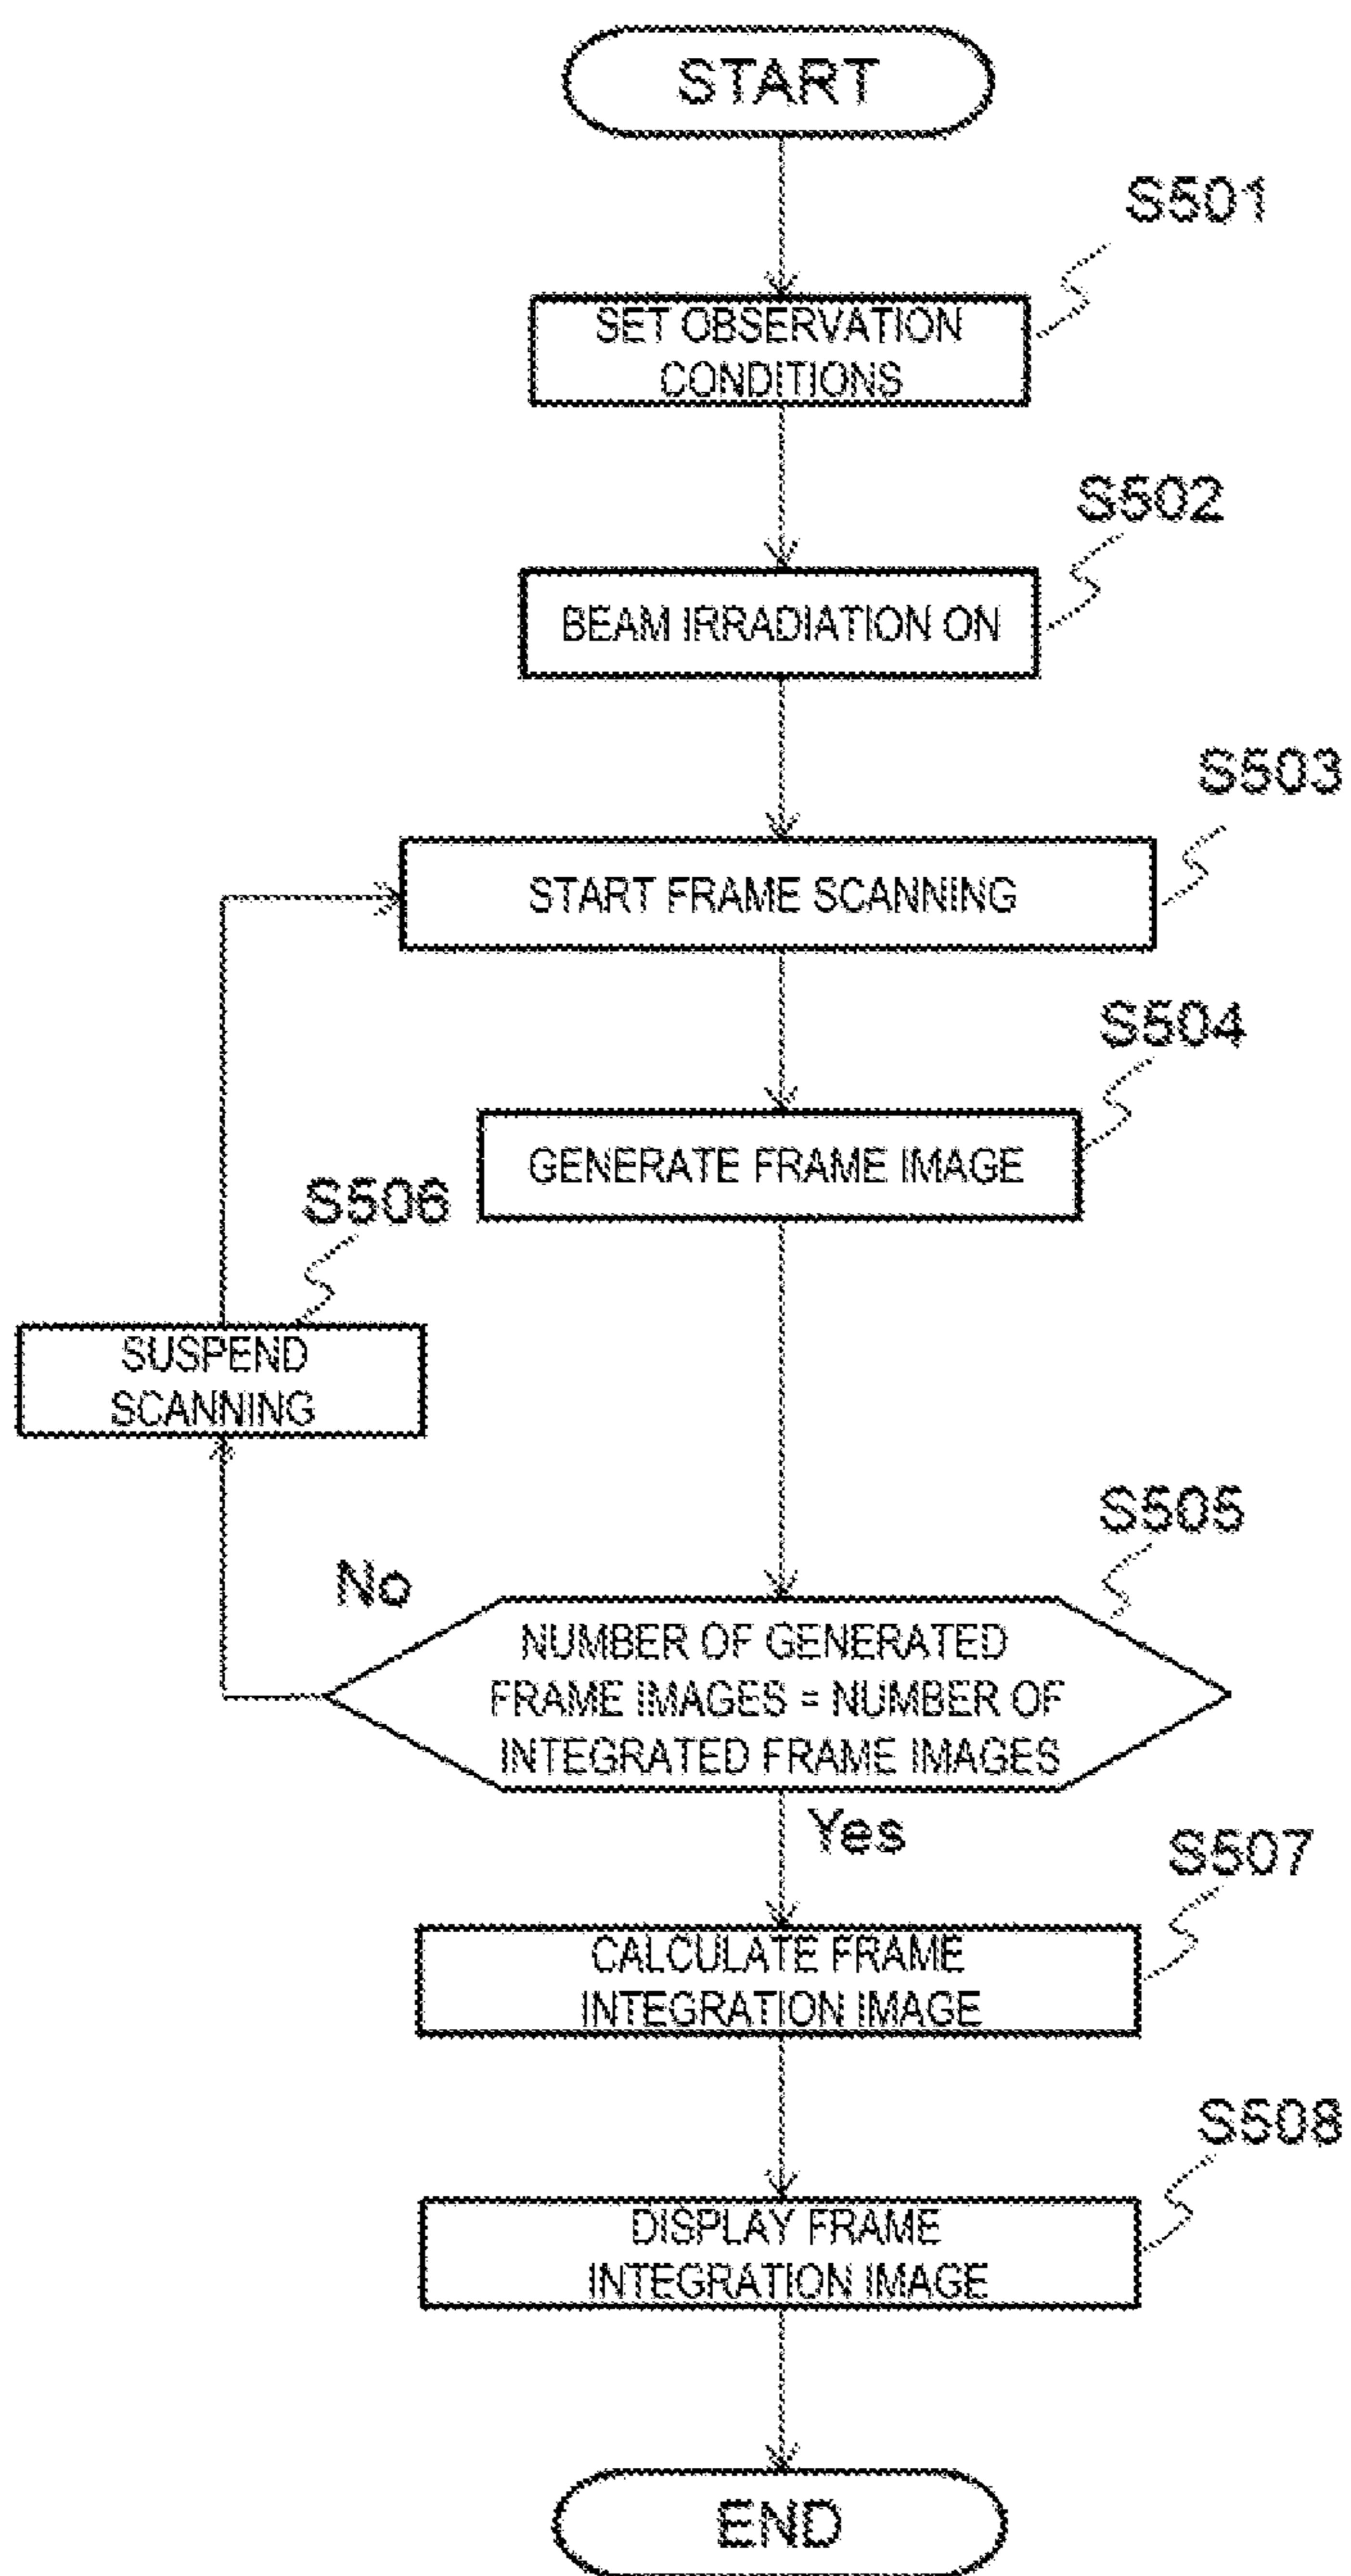 START
S501
SET OBSERVATION
CONDITIONS
S502
BEAM IRRADIATION ON
S503
START FRAME SCANNING
S504
GENERATE FRAME IMAGE
S506
SUSPEND
SCANNING
S505
No
NUMBER OF GENERATED
FRAME IMAGES = NUMBER OF
INTEGRATED FRAME IMAGES
Yes
S507
CALCULATE FRAME
INTEGRATION IMAGE
S508
DISPLAY FRAME
INTEGRATION IMAGE
END